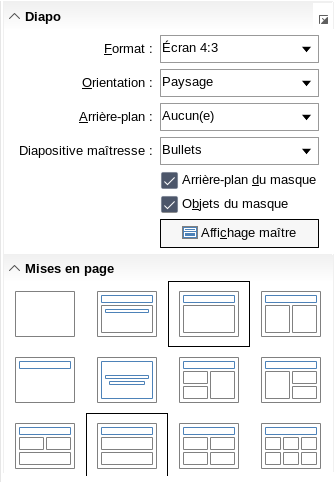 Diapo
Format : Écran 4:3
Orientation : Paysage
Arrière-plan : Aucun(e)
Diapositive maîtresse : Bullets
Arrière-plan du masque
Objets du masque
Affichage maître
Mises en page